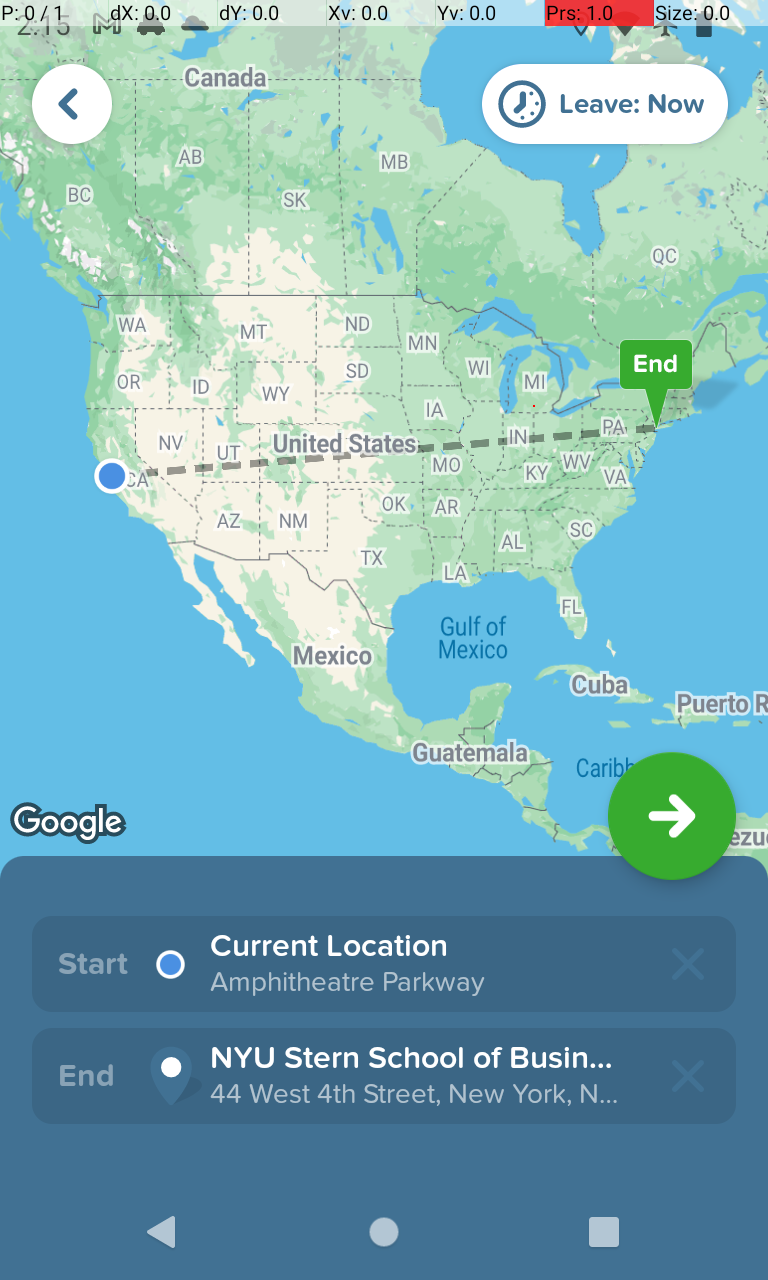 P: 0 / 1 dX: 0.0 dY: 0.0 Xv: 0.0 Yv: 0.0 Prs: 1.0 Size: 0.0
2:15
Leave: Now
Canada
AB
MB
BC
SK
QC
WA
MT
ND
MN
End
WI
OR
ID
WY
SD
MI
IA
NV
UT
United States
IN
PA
CA
MO
KY
WV
VA
AZ
NM
OK
AR
AL
SC
TX
LA
FL
Gulf of
Mexico
Mexico
Cuba
Puerto R
Guatemala
Caribb
Google
ezue
Start
Current Location
Amphitheatre Parkway
End
NYU Stern School of Busin...
44 West 4th Street, New York, N...